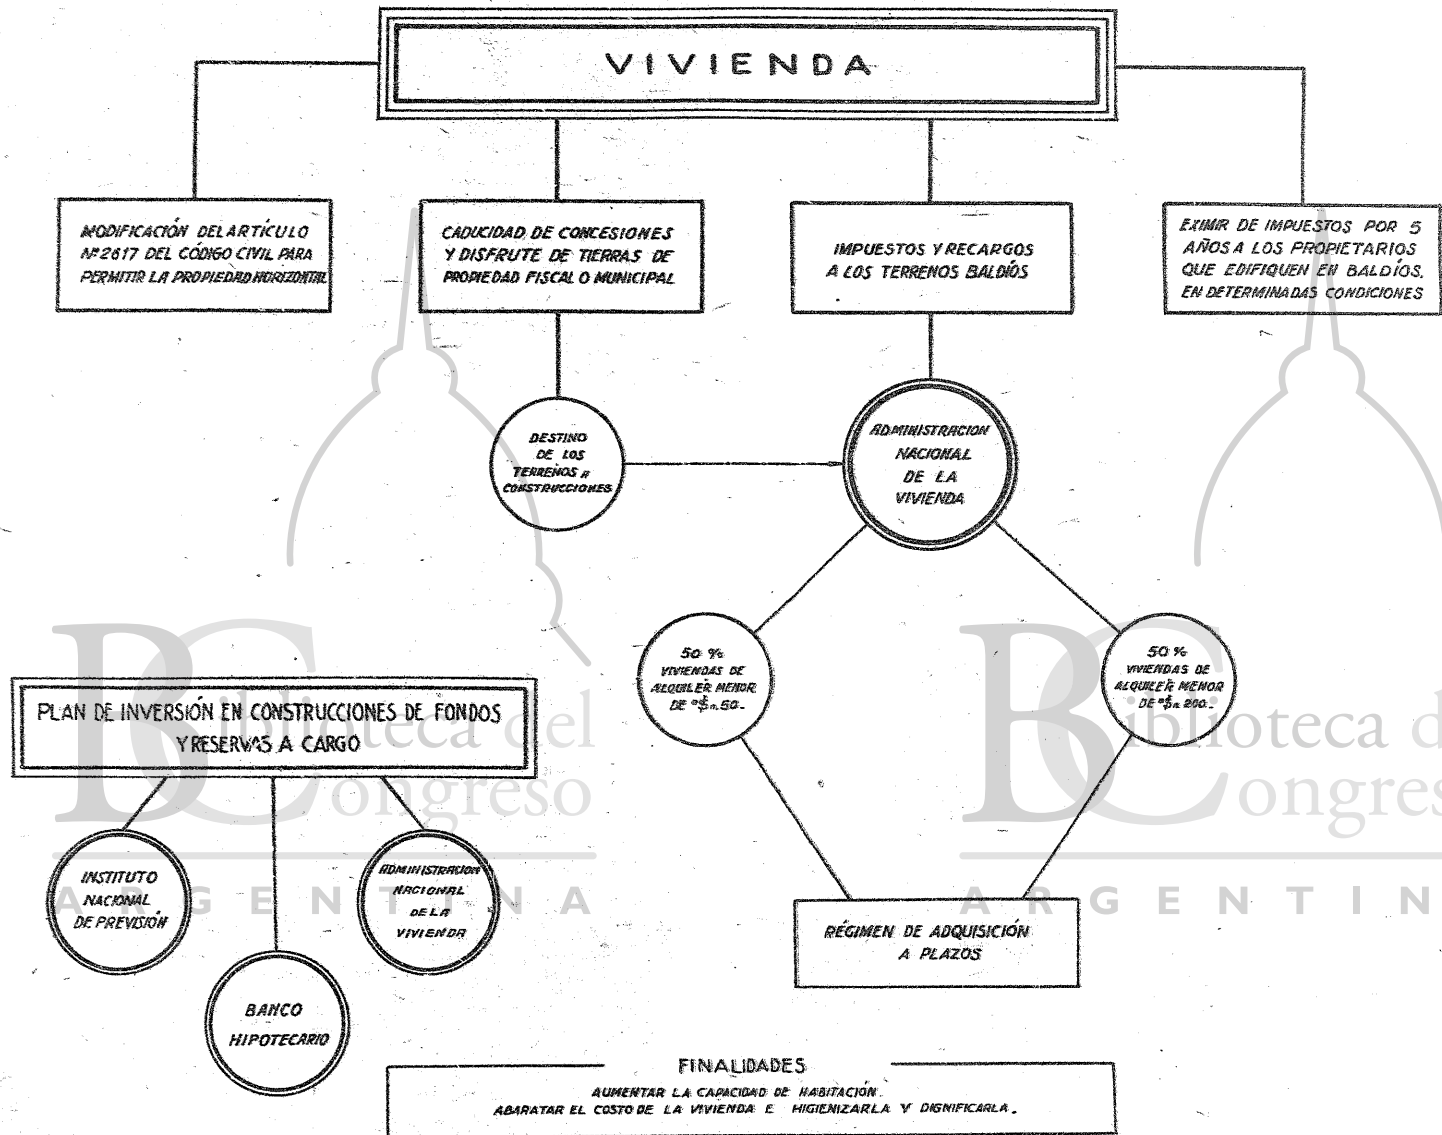 VIVIENDA
MODIFICACIÓN DEL ARTÍCULO
Nº 2617 DEL CÓDIGO CIVIL PARA
PERMITIR LA PROPIEDAD HORIZONTAL
CADUCIDAD DE CONCESIONES
Y DISFRUTE DE TIERRAS DE
PROPIEDAD FISCAL O MUNICIPAL
IMPUESTOS Y RECARGOS
A LOS TERRENOS BALDÍOS
EXIMIR DE IMPUESTOS POR 5
AÑOS A LOS PROPIETARIOS
QUE EDIFIQUEN EN BALDÍOS,
EN DETERMINADAS CONDICIONES
DESTINO
DE LOS
TERRENOS A
CONSTRUCCIONES
ADMINISTRACION
NACIONAL
DE LA
VIVIENDA
50 %
VIVIENDAS DE
ALQUILER MENOR
DE m$n. 50.-
50 %
VIVIENDAS DE
ALQUILER MENOR
DE m$n. 200.-
RÉGIMEN DE ADQUISICIÓN
A PLAZOS
PLAN DE INVERSIÓN EN CONSTRUCCIONES DE FONDOS
Y RESERVAS A CARGO
INSTITUTO
NACIONAL
DE PREVISIÓN
BANCO
HIPOTECARIO
ADMINISTRACION
NACIONAL
DE LA
VIVIENDA
FINALIDADES
AUMENTAR LA CAPACIDAD DE HABITACIÓN.
ABARATAR EL COSTO DE LA VIVIENDA E HIGIENIZARLA Y DIGNIFICARLA.
Biblioteca del
Congreso
ARGENTINA
Biblioteca d
Congres
ARGENTIN